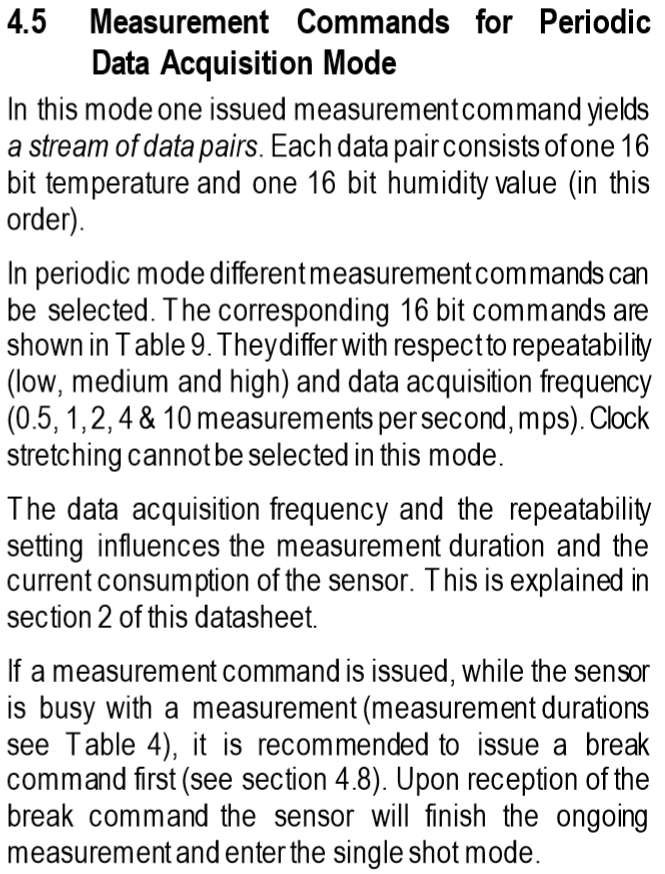 4.5 Measurement Commands for Periodic
Data Acquisition Mode
In this mode one issued measurement command yields
a stream of data pairs. Each data pair consists of one 16
bit temperature and one 16 bit humidity value (in this
order).
In periodic mode different measurement commands can
be selected. The corresponding 16 bit commands are
shown in Table 9. They differ with respect to repeatability
(low, medium and high) and data acquisition frequency
(0.5, 1, 2, 4 & 10 measurements per second, mps). Clock
stretching cannot be selected in this mode.
The data acquisition frequency and the repeatability
setting influences the measurement duration and the
current consumption of the sensor. This is explained in
section 2 of this datasheet.
If a measurement command is issued, while the sensor
is busy with a measurement (measurement durations
see Table 4), it is recommended to issue a break
command first (see section 4.8). Upon reception of the
break command the sensor will finish the ongoing
measurement and enter the single shot mode.